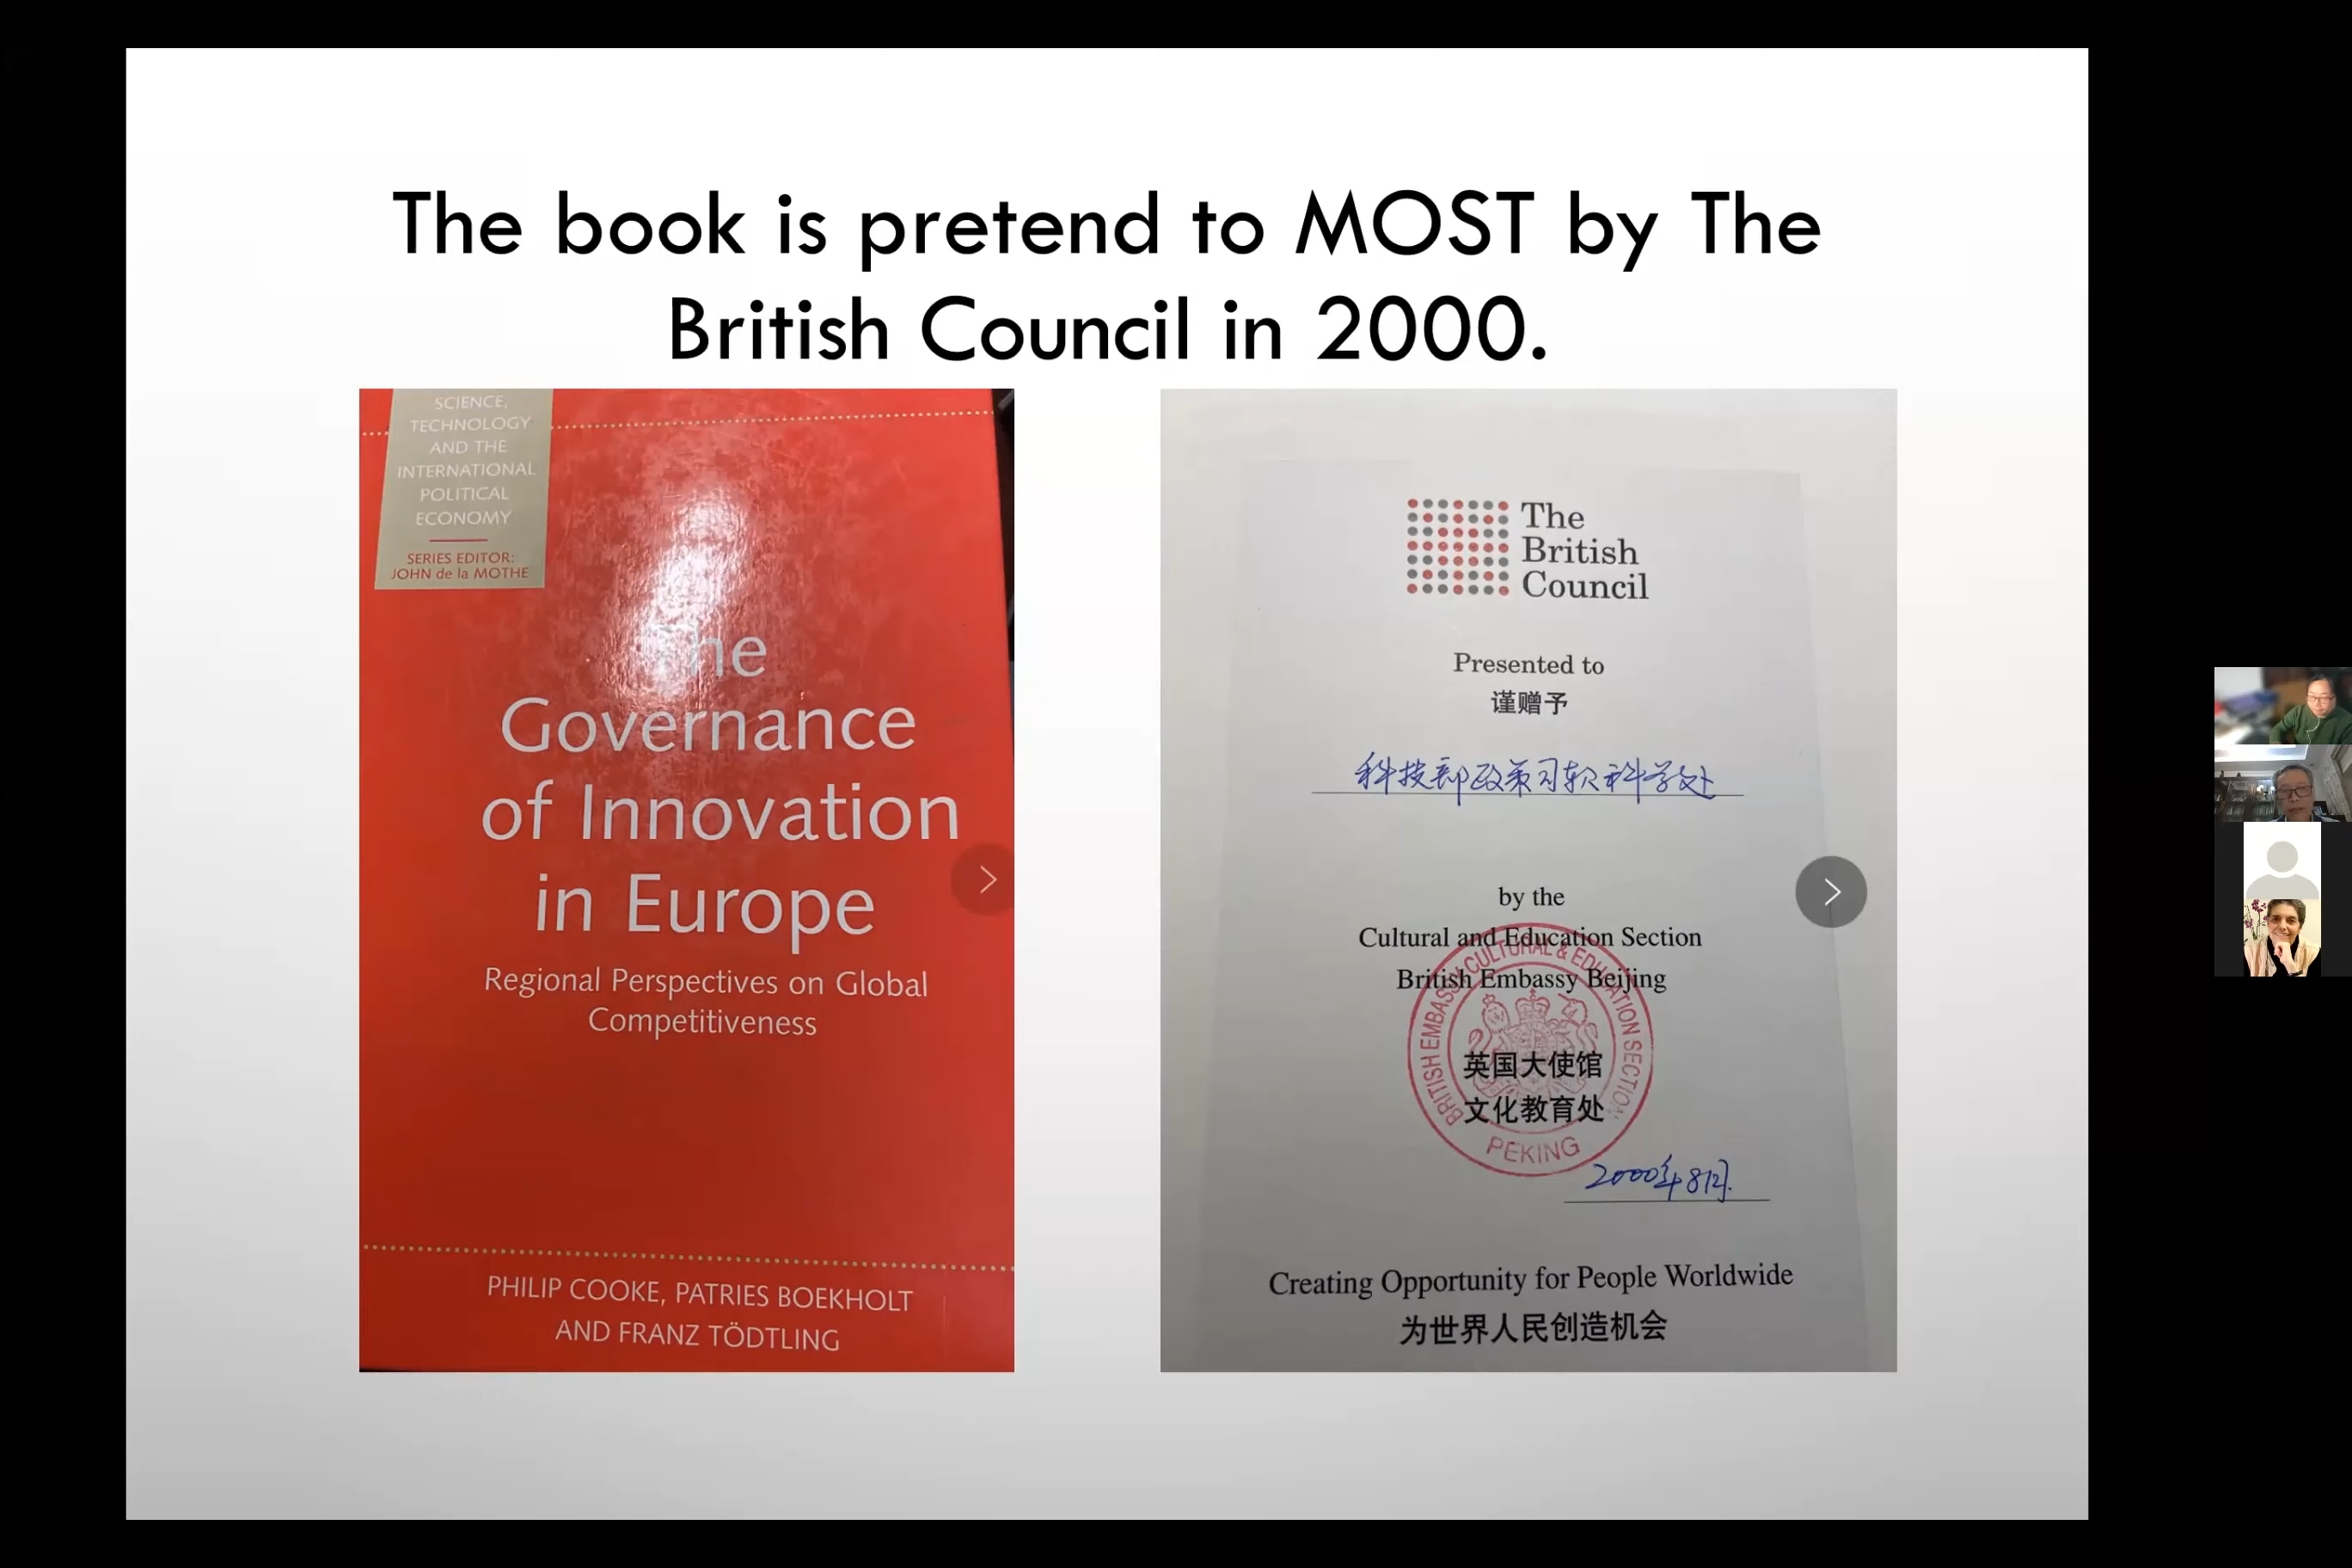 The book is pretend to MOST by The
British Council in 2000.
SCIENCE,
TECHNOLOGY
AND THE
INTERNATIONAL
POLITICAL
ECONOMY
SERIES EDITOR:
JOHN de la MOTHE
The
Governance
of Innovation
in Europe
Regional Perspectives on Global
Competitiveness
PHILIP COOKE, PATRIES BOEKHOLT
AND FRANZ TÖDTLING
The
British
Council
Presented to
谨赠予
科技部政策司软科学处
by the
Cultural and Education Section
British Embassy Beijing
BRITISH EMBASSY CULTURAL & EDUCATION SECTION
英国大使馆
文化教育处
PEKING
2000年8月.
Creating Opportunity for People Worldwide
为世界人民创造机会